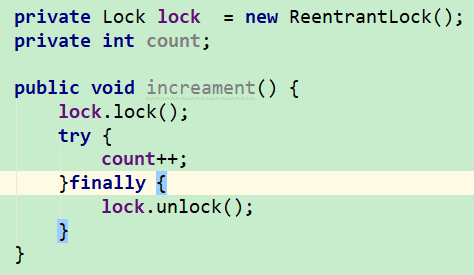 private Lock lock  = new ReentrantLock();
private int count;
public void increament() {
lock.lock();
try {
count++;
}finally {
lock.unlock();
}
}